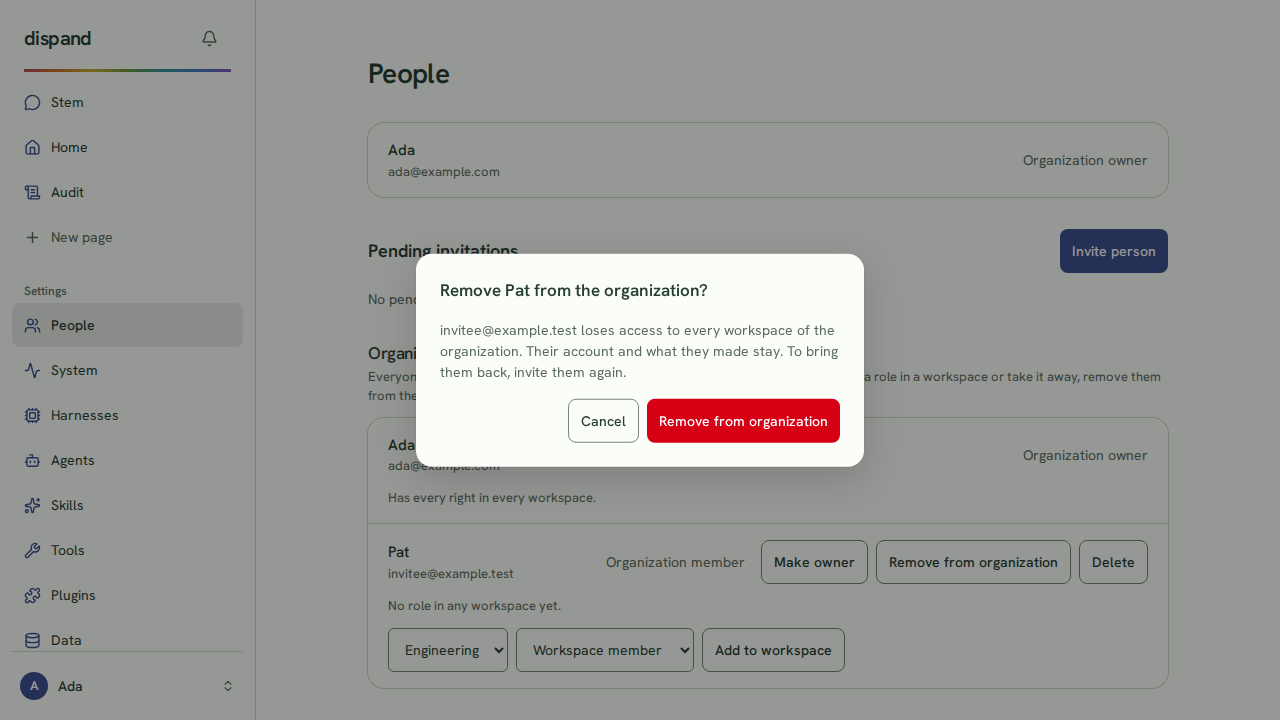 dispand
Stem
Home
Audit
New page
Settings
People
System
Harnesses
Agents
Skills
Tools
Plugins
Data
A
Ada
People
Ada
ada@example.com
Organization owner
Pending invitations
Invite person
No pen
Remove Pat from the organization?
invitee@example.test loses access to every workspace of the
organization. Their account and what they made stay. To bring
them back, invite them again.
Cancel
Remove from organization
Organi
Everyon
a role in a workspace or take it away, remove them
from the
Ada
ada@example.com
Organization owner
Has every right in every workspace.
Pat
invitee@example.test
Organization member
Make owner
Remove from organization
Delete
No role in any workspace yet.
Engineering
Workspace member
Add to workspace